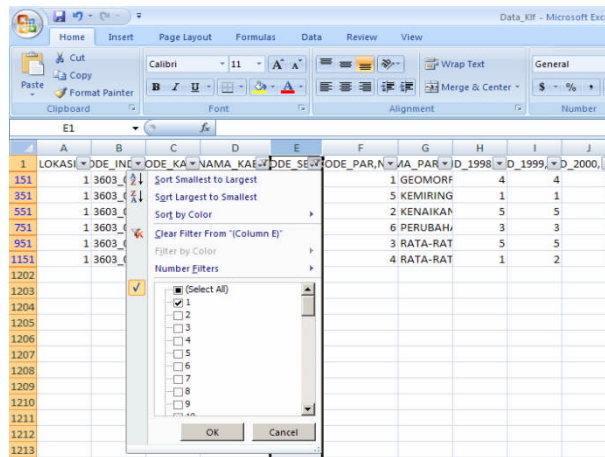 Data_Klf - Microsoft Exc
Home Insert Page Layout Formulas Data Review View
Cut
Copy
Format Painter
Paste
Clipboard
Calibri 11 A A
B I U A
Font
Wrap Text
Merge & Center
Alignment
General
$ % ,
Number
E1 fx
A B C D E F G H I J
1 LOKASI ODE_IND ODE_KA NAMA_KAB ODE_SE ODE_PAR,N MA_PAR D_1998 D_1999, D_2000,
151 1 3603_ 1 GEOMORF 4 4
351 1 3603_ 5 KEMIRING 1 1
551 1 3603_ 2 KENAIKAN 5 5
751 1 3603_ 6 PERUBAHA 3 3
951 1 3603_ 3 RATA-RAT 5 5
1151 1 3603_ 4 RATA-RAT 1 2
1202
1203
1204
1205
1206
1207
1208
1209
1210
1211
1212
1213
Sort Smallest to Largest
Sort Largest to Smallest
Sort by Color
Clear Filter From "(Column E)"
Filter by Color
Number Filters
(Select All)
1
2
3
4
5
6
7
8
9
OK Cancel